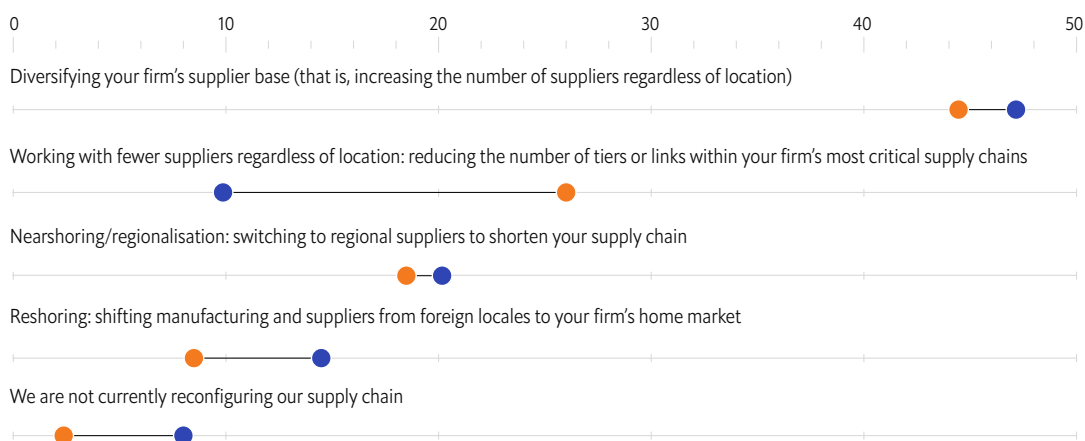 0 10 20 30 40 50
Diversifying your firm's supplier base (that is, increasing the number of suppliers regardless of location)
Working with fewer suppliers regardless of location: reducing the number of tiers or links within your firm's most critical supply chains
Nearshoring/regionalisation: switching to regional suppliers to shorten your supply chain
Reshoring: shifting manufacturing and suppliers from foreign locales to your firm's home market
We are not currently reconfiguring our supply chain